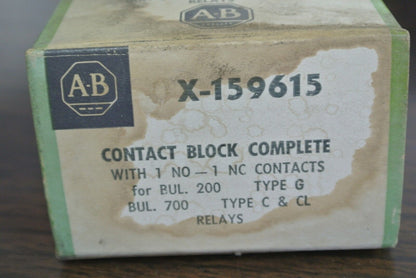 A-B
A-B
X-159615
CONTACT BLOCK COMPLETE
WITH 1 NO — 1 NC CONTACTS
for BUL. 200 TYPE G
BUL. 700 TYPE C & CL
RELAYS